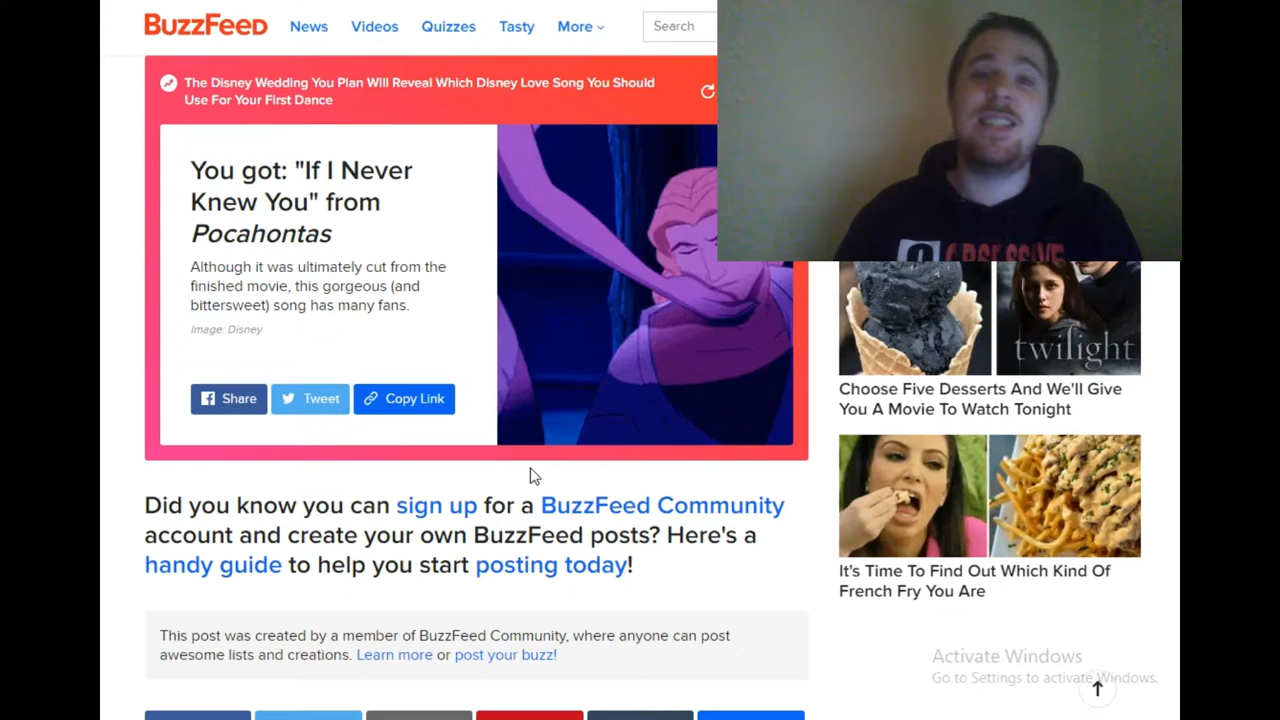 BuzzFeed
News
Videos
Quizzes
Tasty
More
Search
The Disney Wedding You Plan Will Reveal Which Disney Love Song You Should
Use For Your First Dance
You got: "If I Never
Knew You" from
Pocahontas
Although it was ultimately cut from the
finished movie, this gorgeous (and
bittersweet) song has many fans.
Image: Disney
Share
Tweet
Copy Link
Did you know you can sign up for a BuzzFeed Community
account and create your own BuzzFeed posts? Here's a
handy guide to help you start posting today!
This post was created by a member of BuzzFeed Community, where anyone can post
awesome lists and creations. Learn more or post your buzz!
OBSESSIVE
twilight
Choose Five Desserts And We'll Give
You A Movie To Watch Tonight
It's Time To Find Out Which Kind Of
French Fry You Are
Activate Windows
Go to Settings to activate Windows.